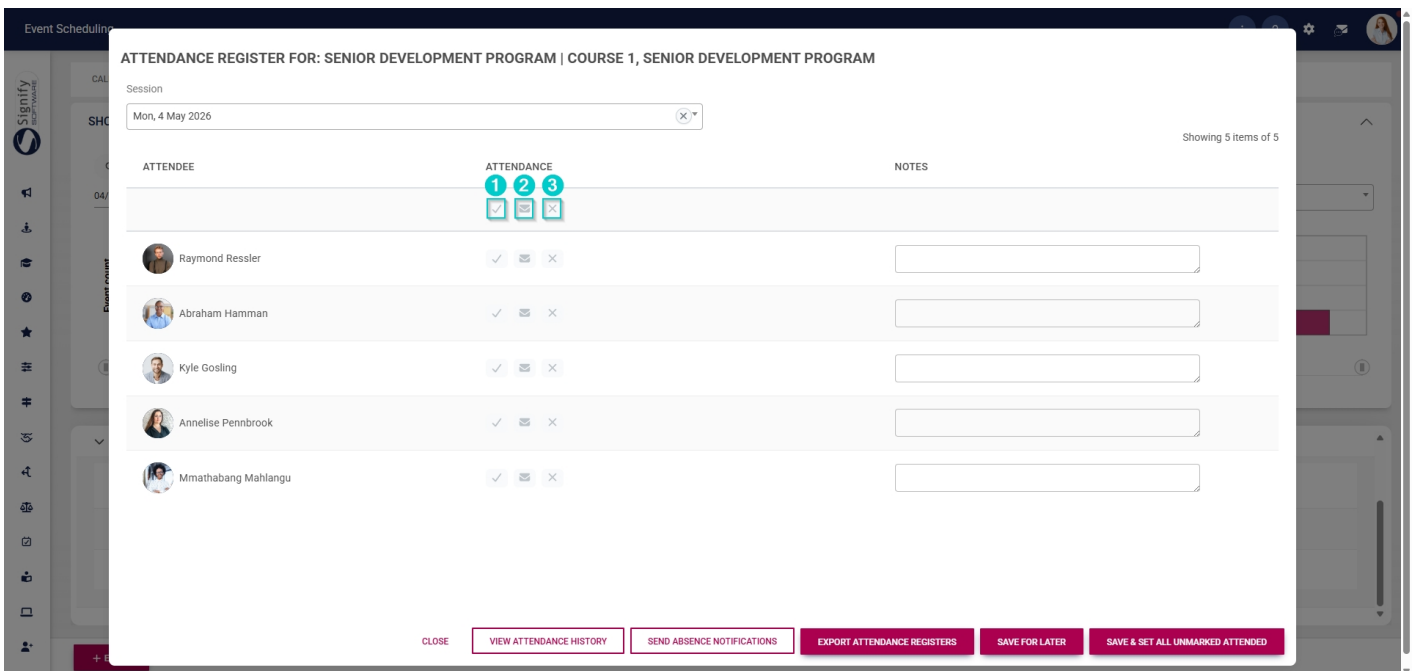 Event Scheduling
ATTENDANCE REGISTER FOR: SENIOR DEVELOPMENT PROGRAM | COURSE 1, SENIOR DEVELOPMENT PROGRAM
Signify
SOFTWARE
CAL
Session
SHO
Mon, 4 May 2026
Showing 5 items of 5
ATTENDEE ATTENDANCE NOTES
1 2 3
04/
Event count
Raymond Ressler
Abraham Hamman
Kyle Gosling
Annelise Pennbrook
Mmathabang Mahlangu
CLOSE VIEW ATTENDANCE HISTORY SEND ABSENCE NOTIFICATIONS EXPORT ATTENDANCE REGISTERS SAVE FOR LATER SAVE & SET ALL UNMARKED ATTENDED